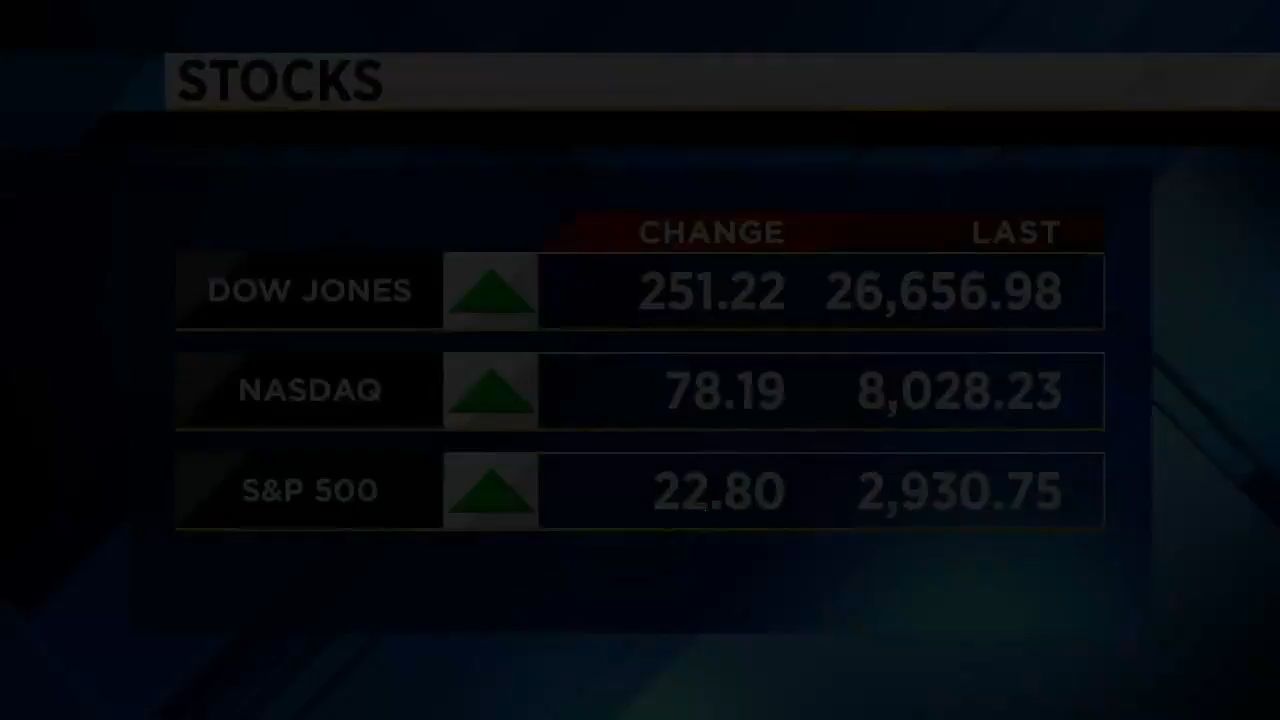 STOCKS
CHANGE LAST
DOW JONES 251.22 26,656.98
NASDAQ 78.19 8,028.23
S&P 500 22.80 2,930.75